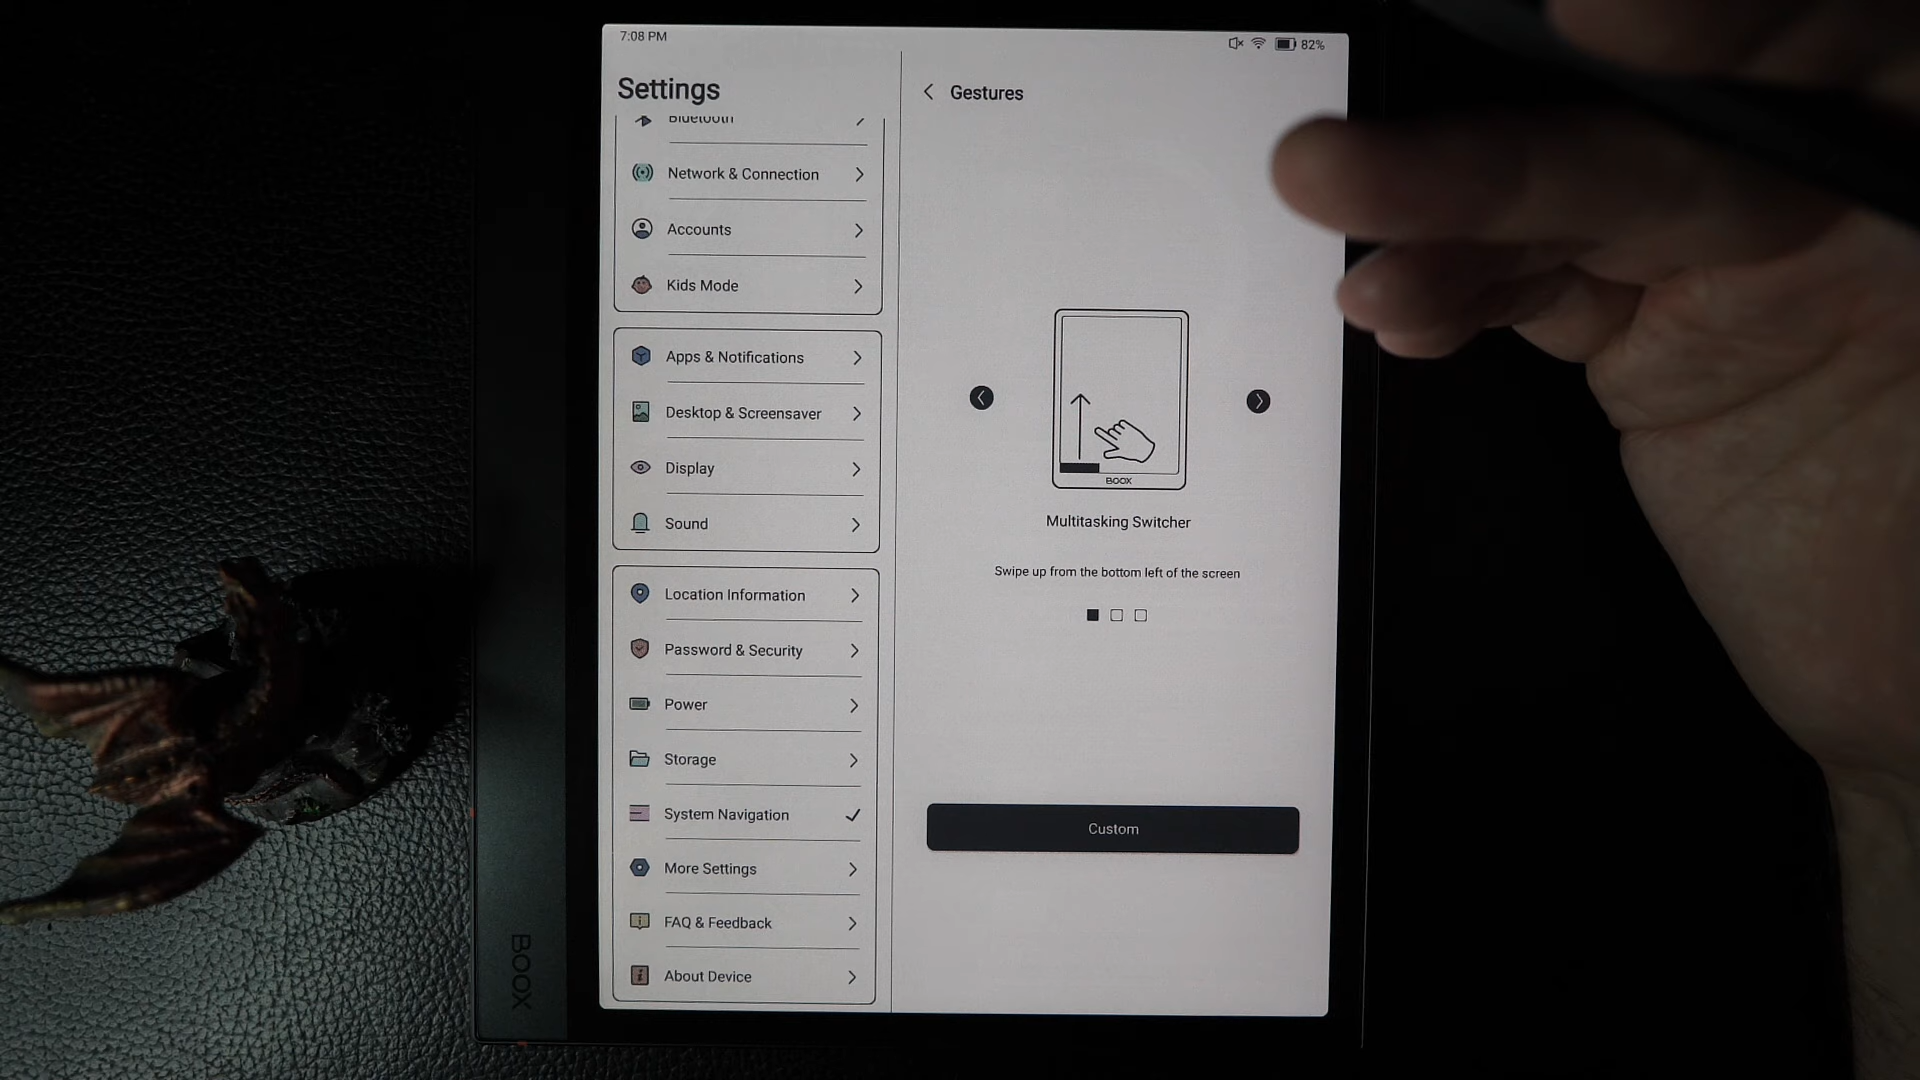 7:08 PM
82%
Settings
Bluetooth
Network & Connection
Accounts
Kids Mode
Apps & Notifications
Desktop & Screensaver
Display
Sound
Location Information
Password & Security
Power
Storage
System Navigation
More Settings
FAQ & Feedback
About Device
Gestures
BOOX
Multitasking Switcher
Swipe up from the bottom left of the screen
Custom
BOOX